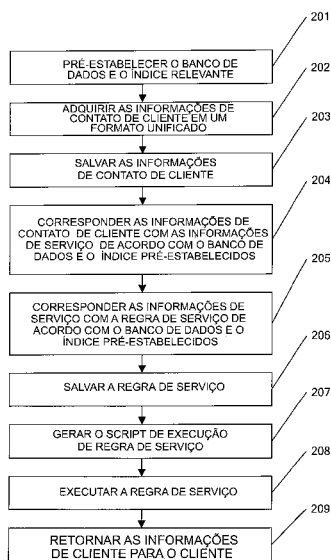 201
PRÉ-ESTABELECER O BANCO DE
DADOS E O ÍNDICE RELEVANTE
202
ADQUIRIR AS INFORMAÇÕES DE
CONTATO DE CLIENTE EM UM
FORMATO UNIFICADO
203
SALVAR AS INFORMAÇÕES
DE CONTATO DE CLIENTE
204
CORRESPONDER AS INFORMAÇÕES DE
CONTATO DE CLIENTE COM AS INFORMAÇÕES
DE SERVIÇO DE ACORDO COM O BANCO DE
DADOS E O ÍNDICE PRÉ-ESTABELECIDOS
205
CORRESPONDER AS INFORMAÇÕES DE
SERVIÇO COM A REGRA DE SERVIÇO DE
ACORDO COM O BANCO DE DADOS E O
ÍNDICE PRÉ-ESTABELECIDOS
206
SALVAR A REGRA DE SERVIÇO
207
GERAR O SCRIPT DE EXECUÇÃO
DE REGRA DE SERVIÇO
208
EXECUTAR A REGRA DE SERVIÇO
209
RETORNAR AS INFORMAÇÕES
DE CLIENTE PARA O CLIENTE